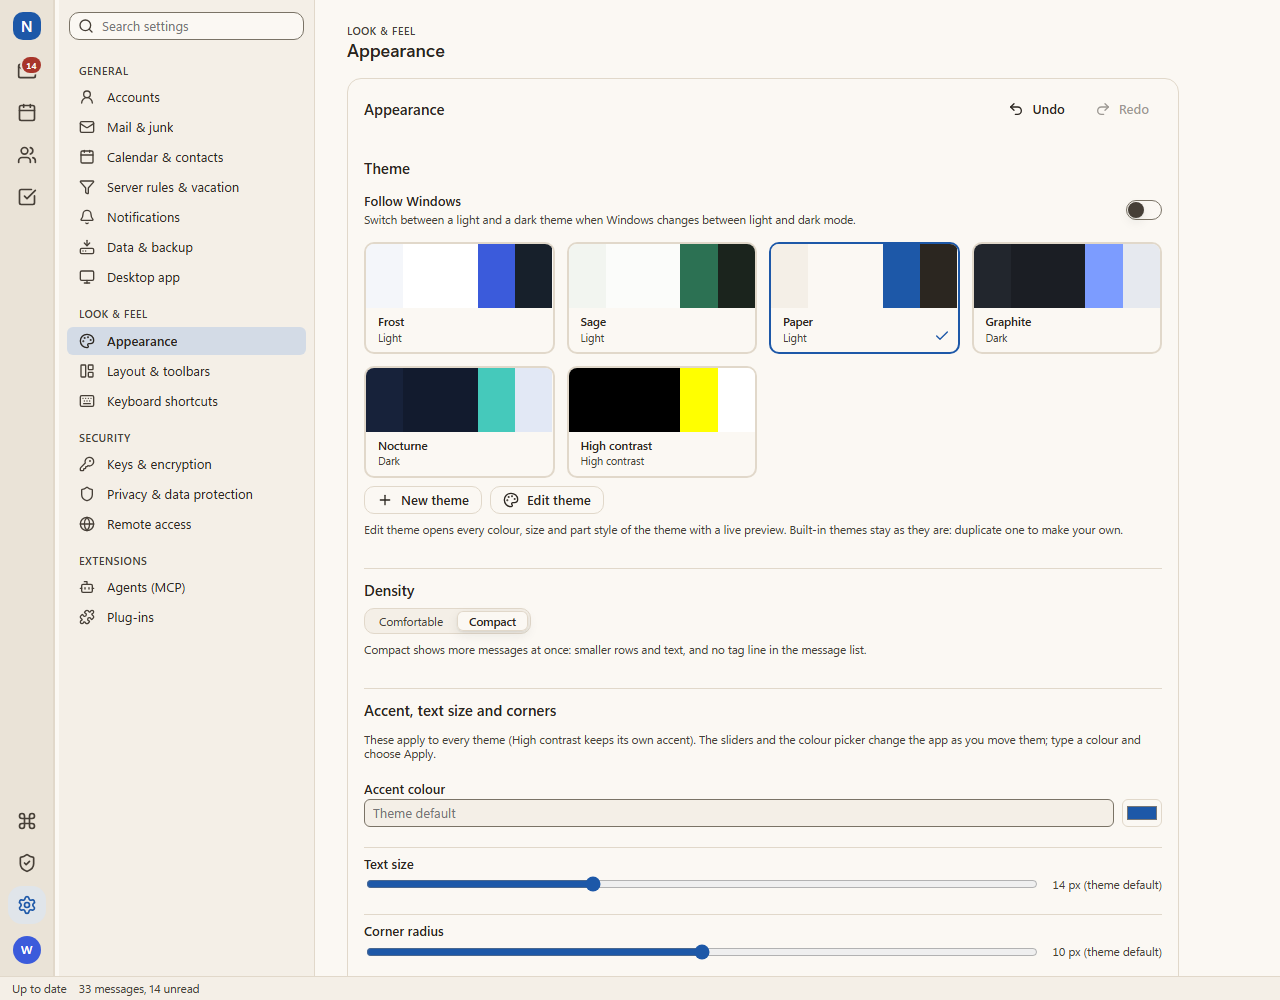 N
Search settings
14
GENERAL
Accounts
Mail & junk
Calendar & contacts
Server rules & vacation
Notifications
Data & backup
Desktop app
LOOK & FEEL
Appearance
Layout & toolbars
Keyboard shortcuts
SECURITY
Keys & encryption
Privacy & data protection
Remote access
EXTENSIONS
Agents (MCP)
Plug-ins
W
LOOK & FEEL
Appearance
Appearance
Undo
Redo
Theme
Follow Windows
Switch between a light and a dark theme when Windows changes between light and dark mode.
Frost
Light
Sage
Light
Paper
Light
Graphite
Dark
Nocturne
Dark
High contrast
High contrast
New theme
Edit theme
Edit theme opens every colour, size and part style of the theme with a live preview. Built-in themes stay as they are: duplicate one to make your own.
Density
Comfortable
Compact
Compact shows more messages at once: smaller rows and text, and no tag line in the message list.
Accent, text size and corners
These apply to every theme (High contrast keeps its own accent). The sliders and the colour picker change the app as you move them; type a colour and
choose Apply.
Accent colour
Theme default
Text size
14 px (theme default)
Corner radius
10 px (theme default)
Up to date
33 messages, 14 unread